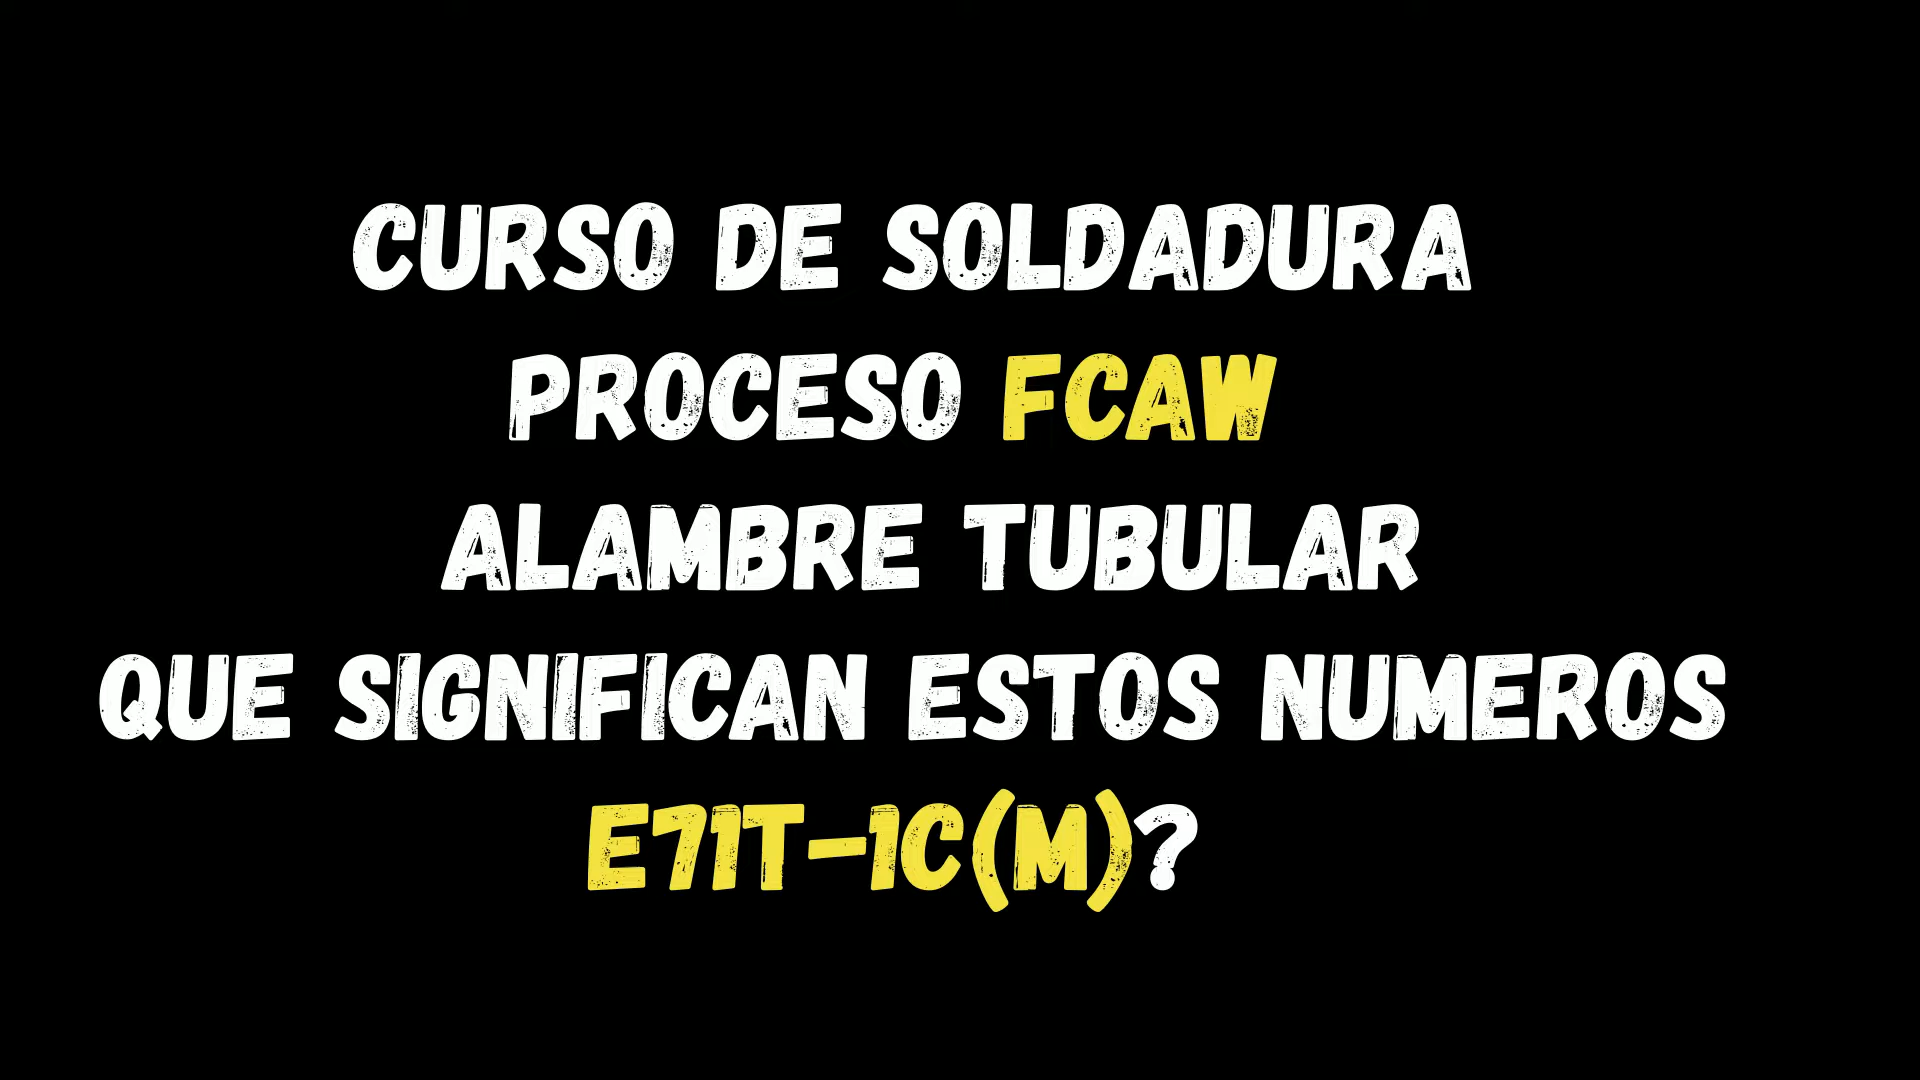 CURSO DE SOLDADURA
PROCESO FCAW
ALAMBRE TUBULAR
QUE SIGNIFICAN ESTOS NUMEROS
E71T-1C(M)?